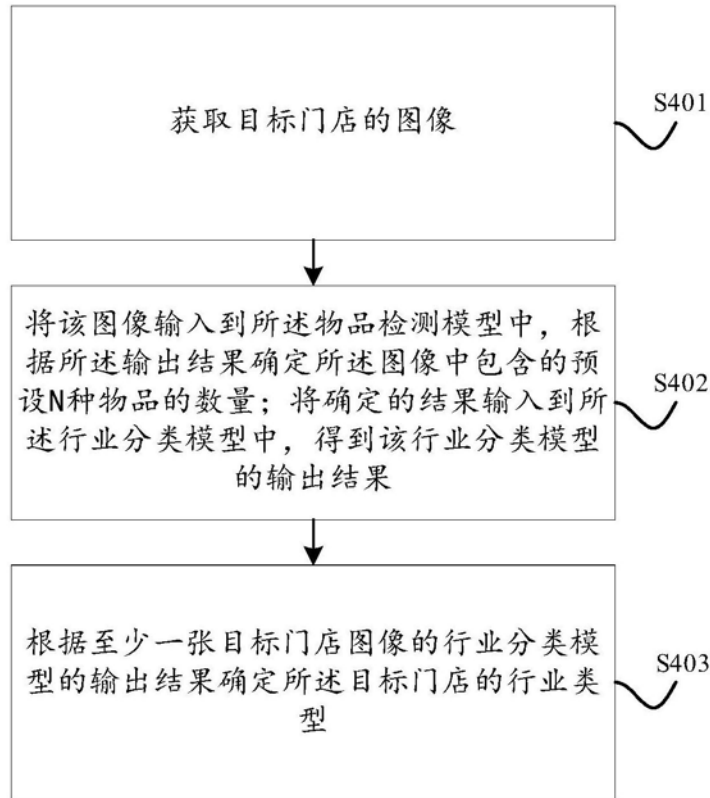 获取目标门店的图像
S401
将该图像输入到所述物品检测模型中，根
据所述输出结果确定所述图像中包含的预
设N种物品的数量；将确定的结果输入到所
述行业分类模型中，得到该行业分类模型
的输出结果
S402
根据至少一张目标门店图像的行业分类模
型的输出结果确定所述目标门店的行业类
型
S403